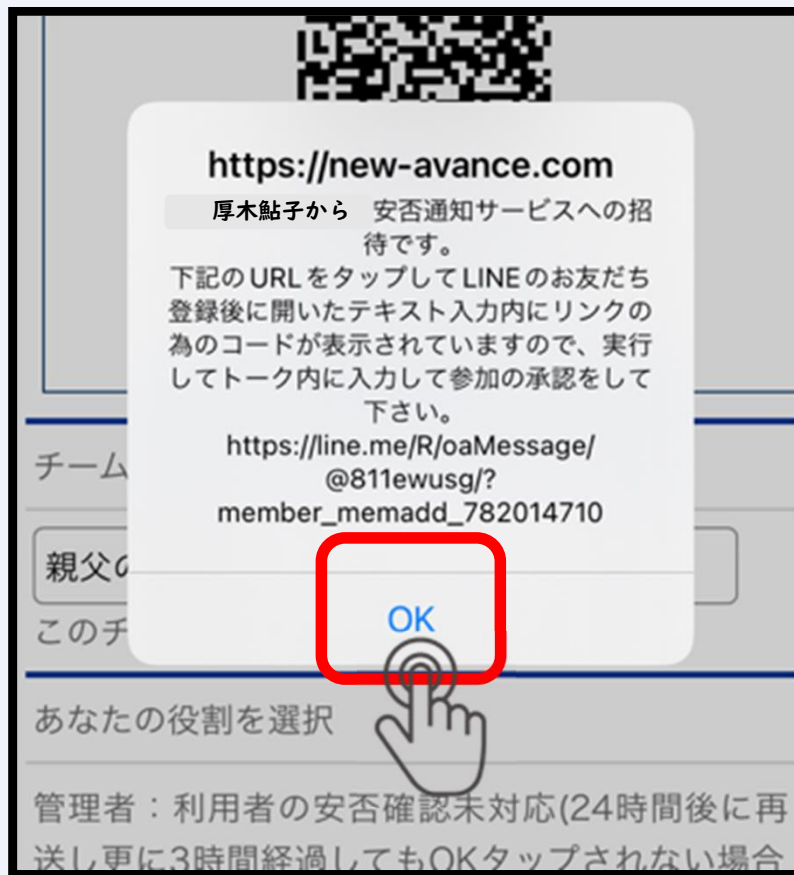 https://new-avance.com
厚木鮎子から 安否通知サービスへの招
待です。
下記のURLをタップしてLINEのお友だち
登録後に開いたテキスト入力内にリンクの
為のコードが表示されていますので、実行
してトーク内に入力して参加の承認をして
下さい。
https://line.me/R/oaMessage/
@811ewusg/?
member_memadd_782014710
チーム
親父の
OK
このチ
あなたの役割を選択
管理者：利用者の安否確認未対応(24時間後に再
送し更に3時間経過してもOKタップされない場合